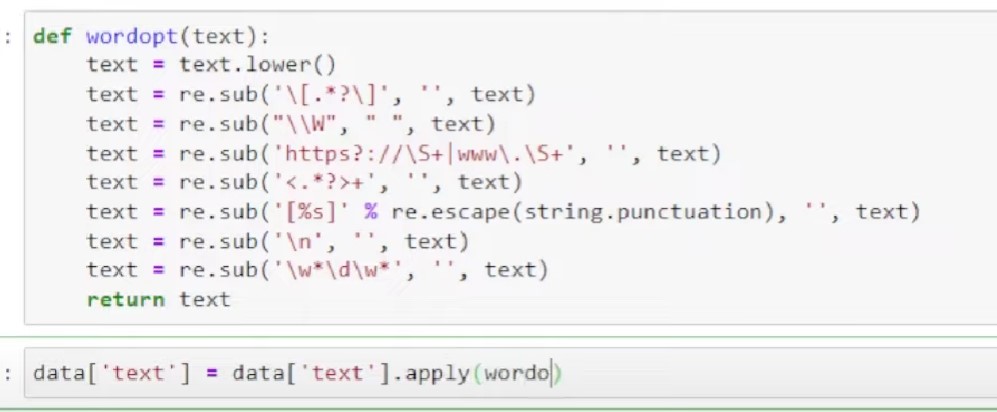 : def wordopt(text):
    text = text.lower()
    text = re.sub('\[.*?\]', '', text)
    text = re.sub("\\W", " ", text)
    text = re.sub('https?://\S+|www\.\S+', '', text)
    text = re.sub('<.*?>+', '', text)
    text = re.sub('[%s]' % re.escape(string.punctuation), '', text)
    text = re.sub('\n', '', text)
    text = re.sub('\w*\d\w*', '', text)
    return text
: data['text'] = data['text'].apply(wordo)